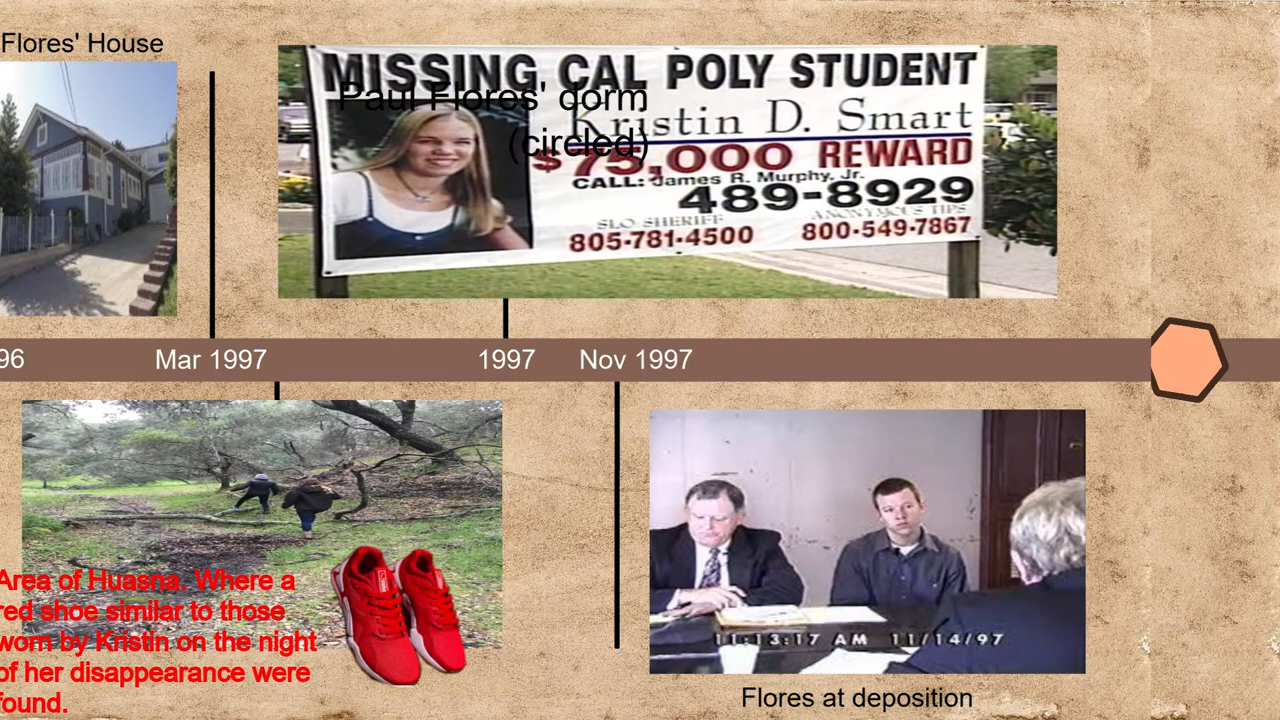 Flores' House
MISSING CAL POLY STUDENT
Paul Flores' dorm
(circled)
Kristin D. Smart
$75,000 REWARD
CALL: James R. Murphy, Jr.
489-8929
SLO SHERIFF
805-781-4500
ANONYMOUS TIPS
800-549-7867
96
Mar 1997
1997
Nov 1997
Area of Huasna. Where a
red shoe similar to those
worn by Kristin on the night
of her disappearance were
found.
11:13:17 AM 11/14/97
Flores at deposition